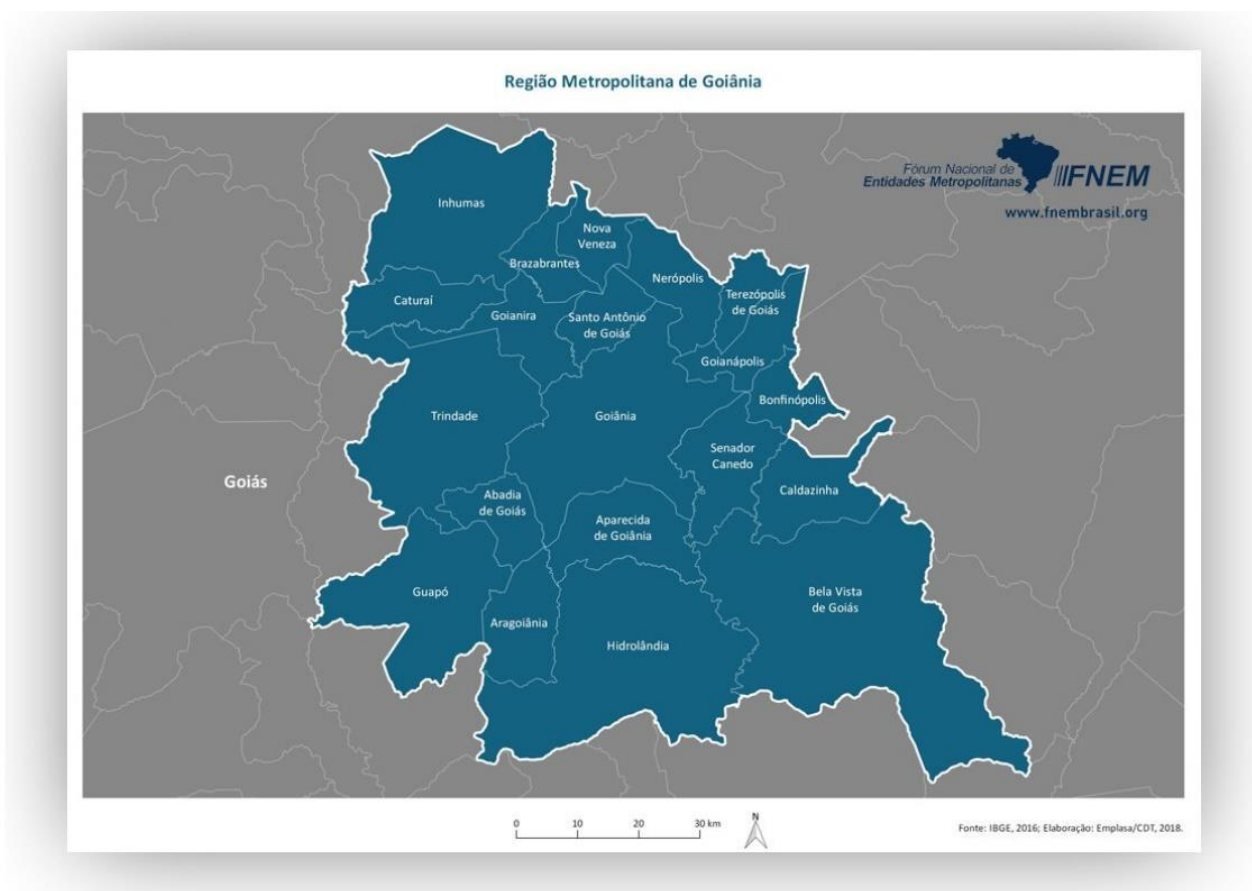 Região Metropolitana de Goiânia
Fórum Nacional de
Entidades Metropolitanas
FNEM
www.fnembrasil.org
Inhumas
Nova
Veneza
Brazabrantes
Nerópolis
Terezópolis
de Goiás
Caturaí
Goianira
Santo Antônio
de Goiás
Goianápolis
Bonfinópolis
Trindade
Goiânia
Senador
Canedo
Goiás
Caldazinha
Abadia
de Goiás
Aparecida
de Goiânia
Guapó
Bela Vista
de Goiás
Aragoiânia
Hidrolândia
0 10 20 30 km
N
Fonte: IBGE, 2016; Elaboração: Emplasa/CDT, 2018.